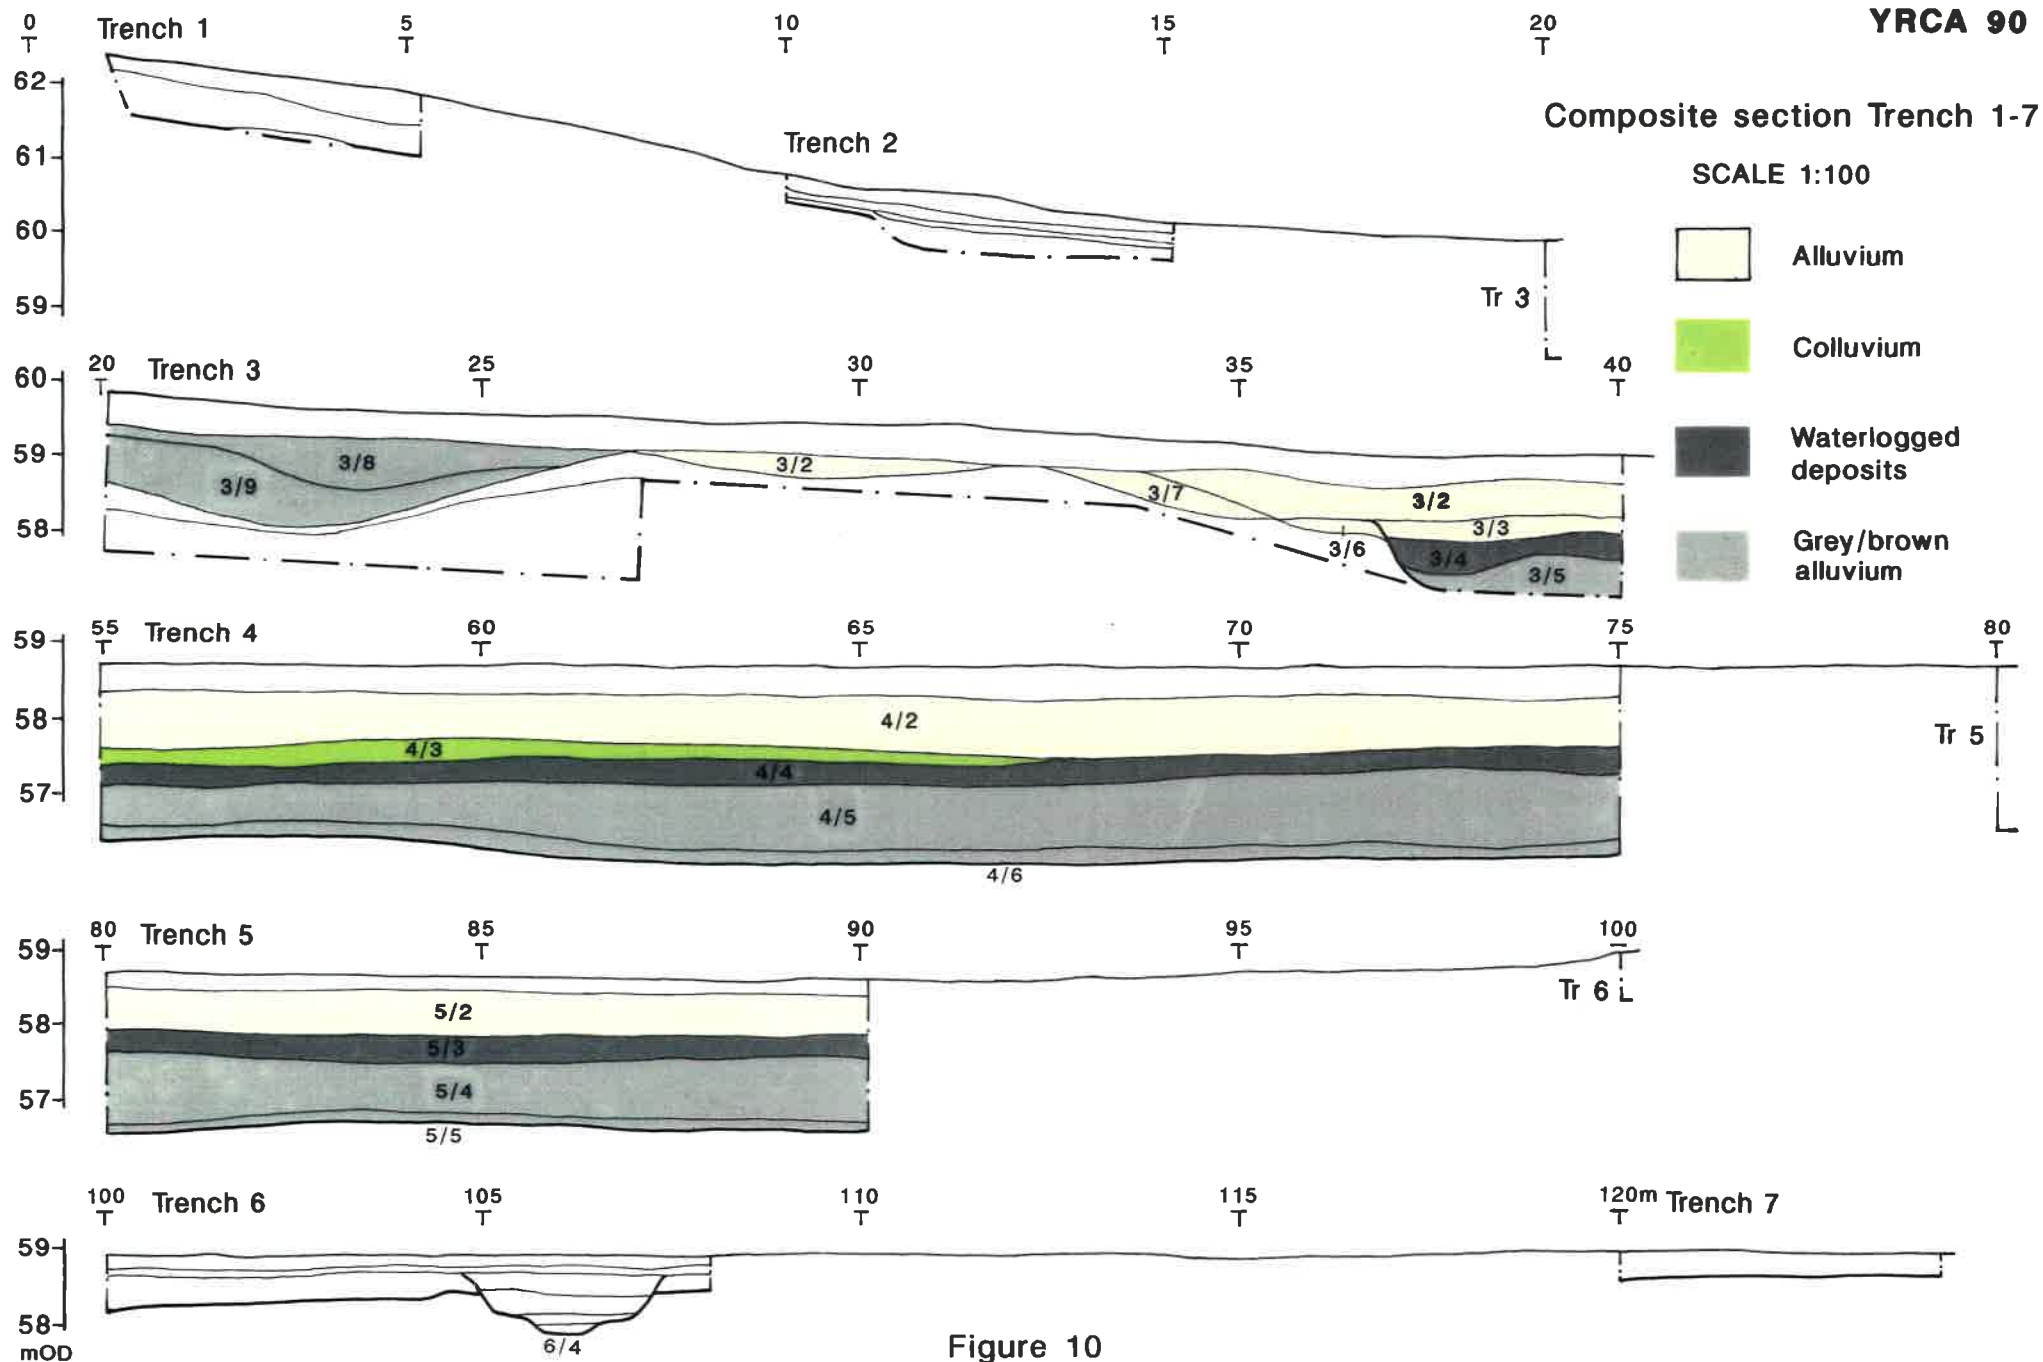 YRCA 90
0 Trench 1 5 10 15 20
62
61
60
59
Trench 2
Tr 3
Composite section Trench 1-7
SCALE 1:100
Alluvium
Colluvium
Waterlogged
deposits
Grey/brown
alluvium
20 Trench 3 25 30 35 40
60
59
58
3/8
3/9
3/2
3/7
3/2
3/3
3/6
3/4
3/5
55 Trench 4 60 65 70 75 80
59
58
57
4/2
4/3
4/4
4/5
4/6
Tr 5
80 Trench 5 85 90 95 100
59
58
57
5/2
5/3
5/4
5/5
Tr 6
100 Trench 6 105 110 115 120m Trench 7
59
58
mOD
6/4
Figure 10